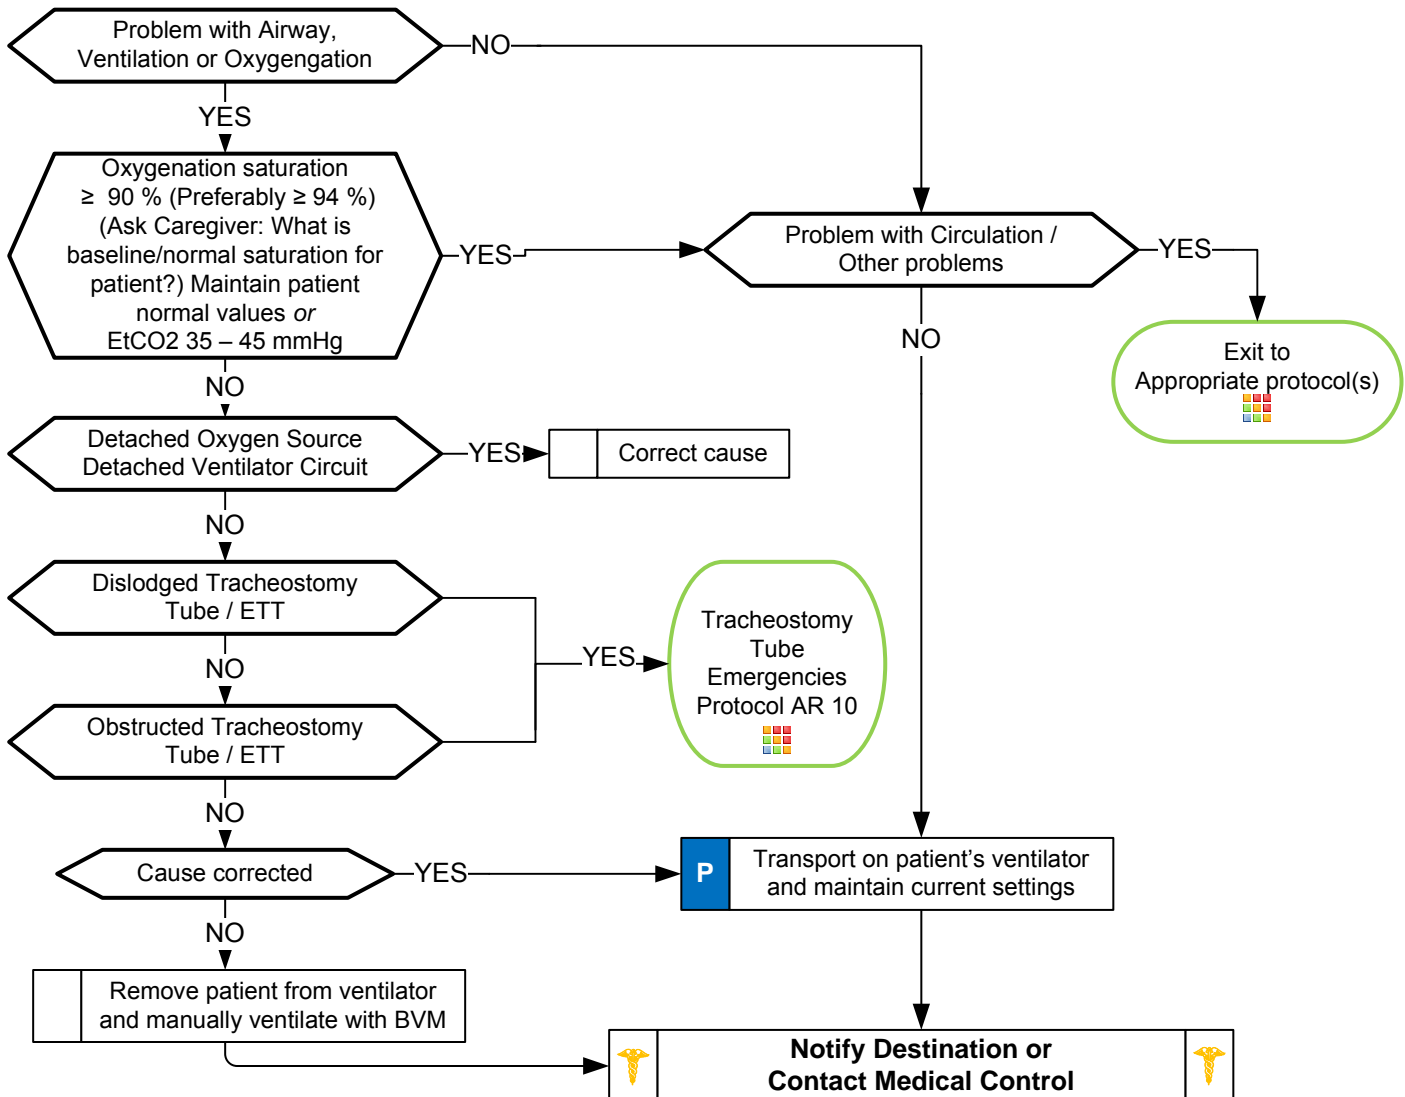 Problem with Airway,
Ventilation or Oxygengation
NO
YES
Oxygenation saturation
≥ 90 % (Preferably ≥ 94 %)
(Ask Caregiver: What is
baseline/normal saturation for
patient?) Maintain patient
normal values or
EtCO2 35 – 45 mmHg
YES
Problem with Circulation /
Other problems
YES
Exit to
Appropriate protocol(s)
NO
NO
Detached Oxygen Source
Detached Ventilator Circuit
YES
Correct cause
NO
Dislodged Tracheostomy
Tube / ETT
NO
Obstructed Tracheostomy
Tube / ETT
YES
Tracheostomy
Tube
Emergencies
Protocol AR 10
NO
Cause corrected
YES
P
Transport on patient’s ventilator
and maintain current settings
NO
Remove patient from ventilator
and manually ventilate with BVM
Notify Destination or
Contact Medical Control